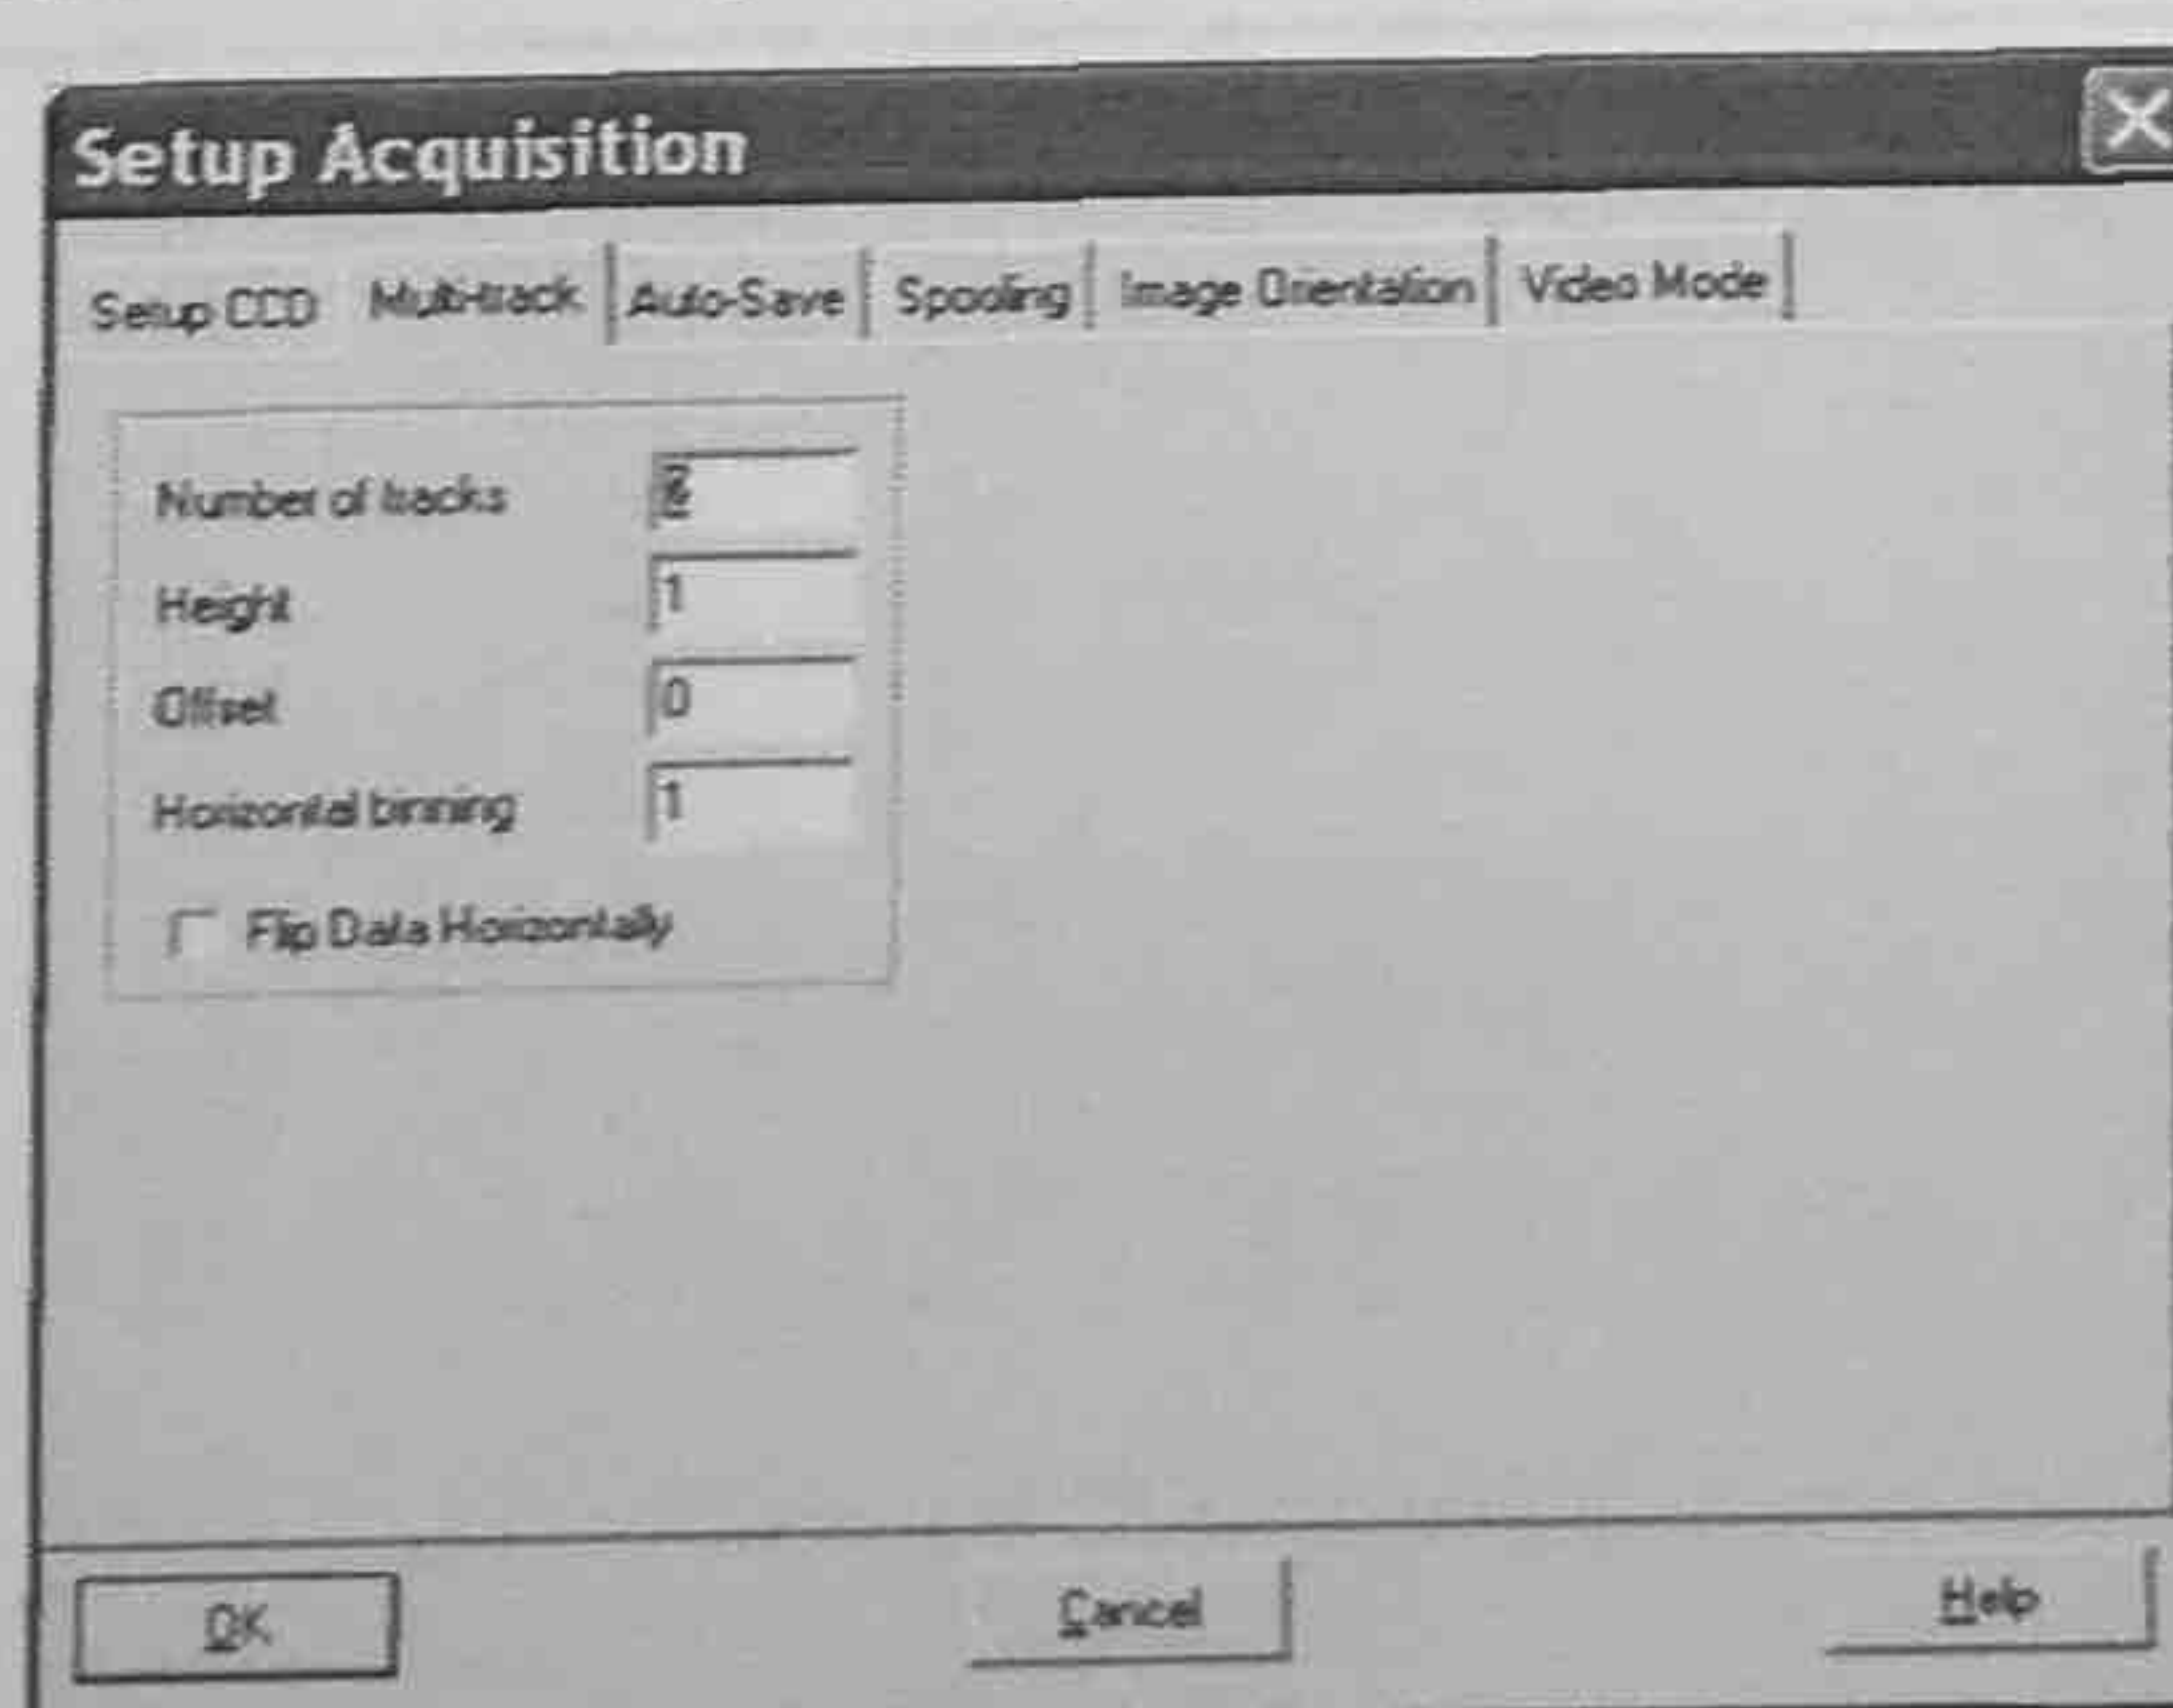 Setup Acquisition
Setup CCD Multi-track Auto-Save Spooling Image Orientation Video Mode
Number of tracks 2
Height 1
Offset 0
Horizontal binning 1
Flip Data Horizontally
OK Cancel Help